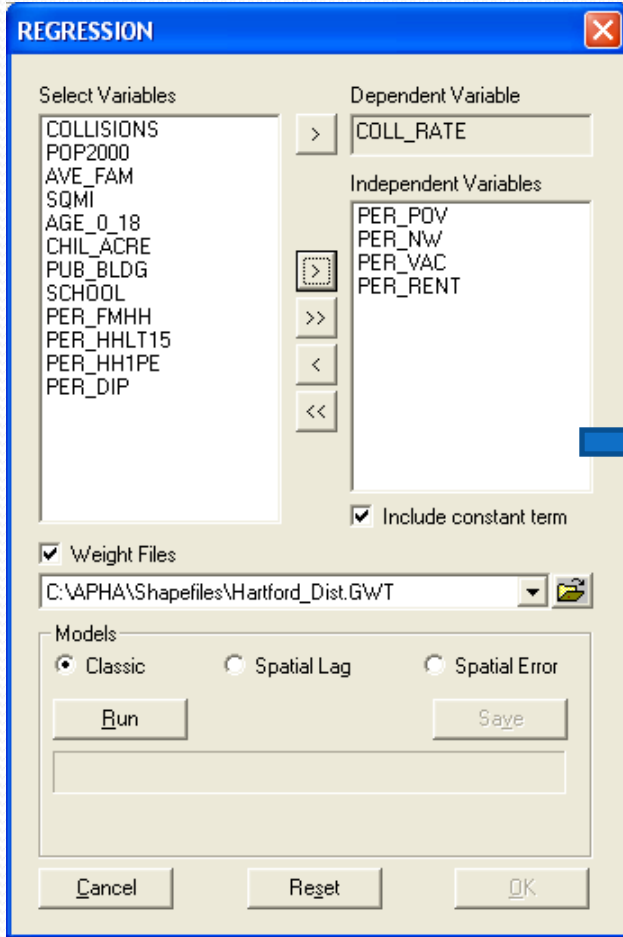 REGRESSION
Select Variables
COLLISIONS
POP2000
AVE_FAM
SQMI
AGE_0_18
CHIL_ACRE
PUB_BLDG
SCHOOL
PER_FMHH
PER_HHLT15
PER_HH1PE
PER_DIP
>
>
>>
<
<<
Dependent Variable
COLL_RATE
Independent Variables
PER_POV
PER_NW
PER_VAC
PER_RENT
Include constant term
Weight Files
C:\APHA\Shapefiles\Hartford_Dist.GWT
Models
Classic Spatial Lag Spatial Error
Run Save
Cancel Reset OK